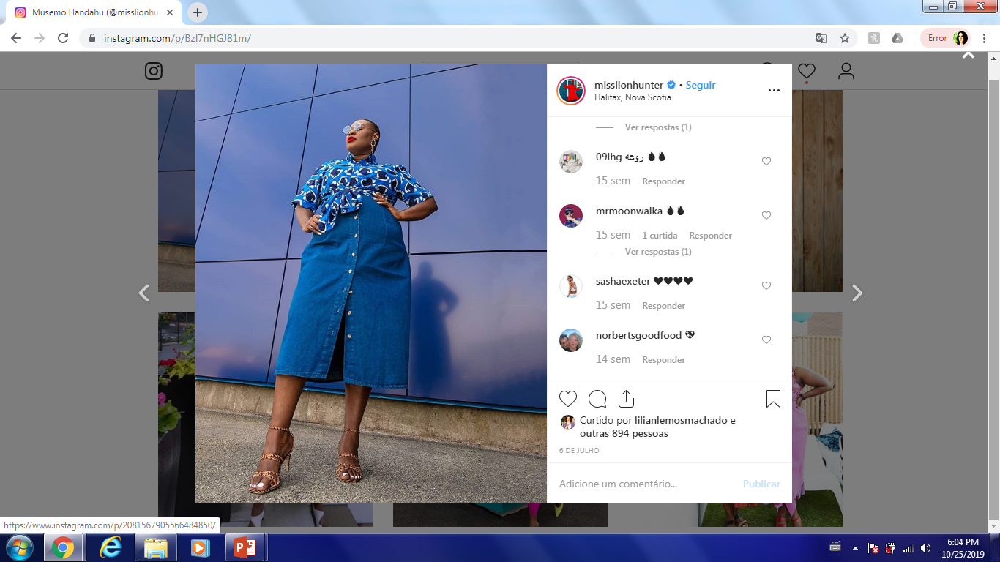 Musemo Handahu (@misslionhu
instagram.com/p/BzI7nHGJ81m/
Error
misslionhunter • Seguir
Halifax, Nova Scotia
Ver respostas (1)
09lhg روعه
15 sem Responder
mrmoonwalka
15 sem 1 curtida Responder
Ver respostas (1)
sashaexeter
15 sem Responder
norbertsgoodfood
14 sem Responder
Curtido por lilianlemosmachado e
outras 894 pessoas
6 DE JULHO
Adicione um comentário... Publicar
https://www.instagram.com/p/2081567905566484850/
6:04 PM
10/25/2019